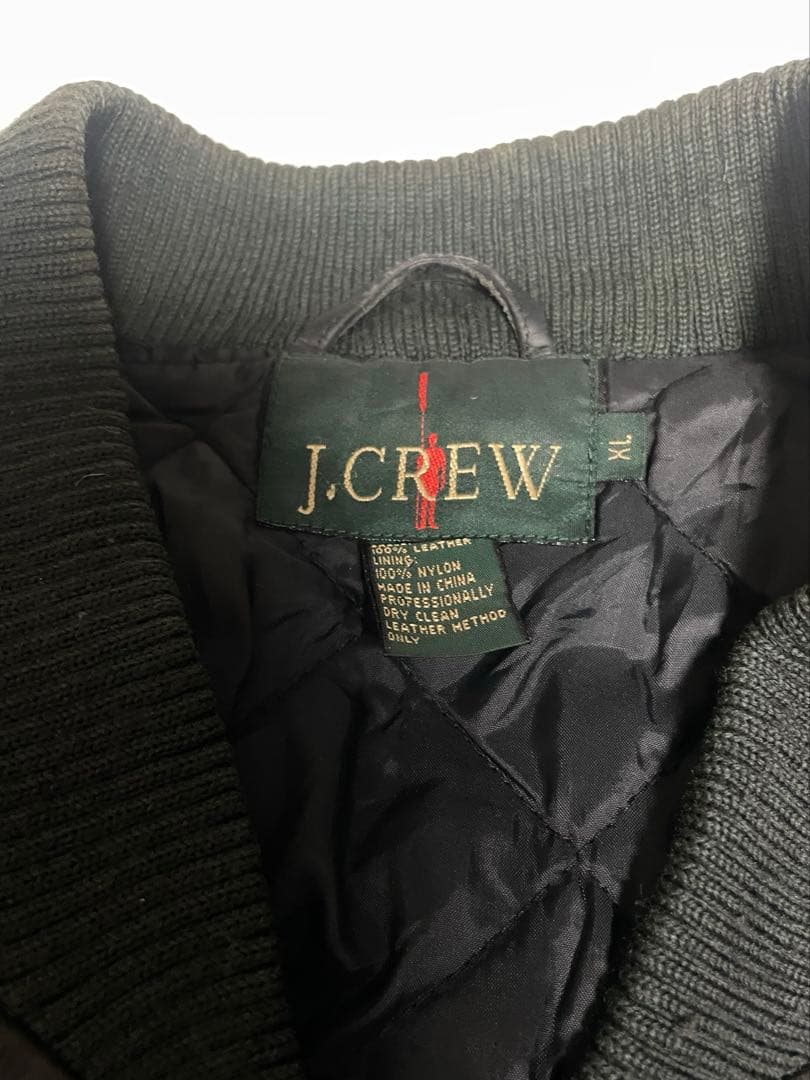 J.CREW
XL
100% LEATHER
LINING:
100% NYLON
MADE IN CHINA
PROFESSIONALLY
DRY CLEAN
LEATHER METHOD
ONLY